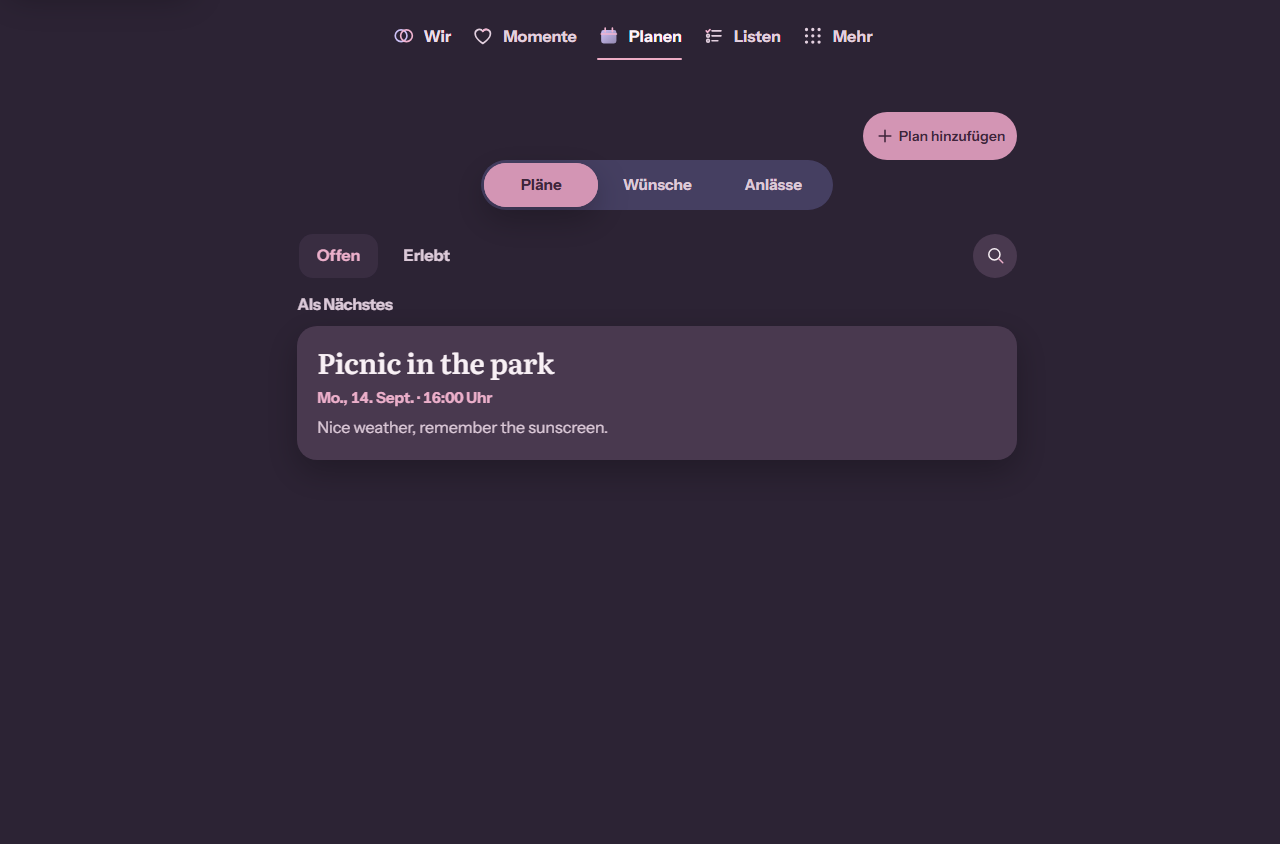 Wir Momente Planen Listen Mehr
Plan hinzufügen
Pläne Wünsche Anlässe
Offen Erlebt
Als Nächstes
Picnic in the park
Mo., 14. Sept. · 16:00 Uhr
Nice weather, remember the sunscreen.